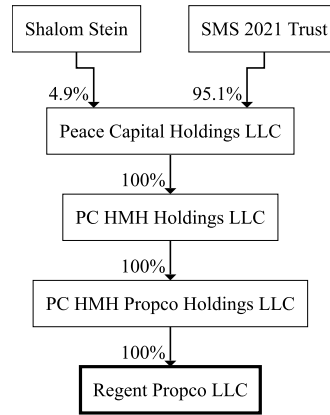 Shalom Stein
SMS 2021 Trust
4.9%
95.1%
Peace Capital Holdings LLC
100%
PC HMH Holdings LLC
100%
PC HMH Propco Holdings LLC
100%
Regent Propco LLC